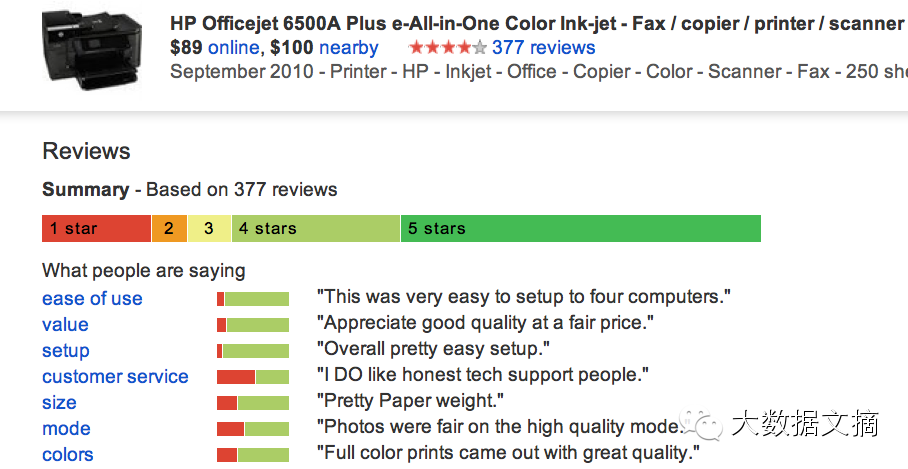 HP Officejet 6500A Plus e-All-in-One Color Ink-jet - Fax / copier / printer / scanner
$89 online, $100 nearby 377 reviews
September 2010 - Printer - HP - Inkjet - Office - Copier - Color - Scanner - Fax - 250
Reviews
Summary - Based on 377 reviews
1 star 2 3 4 stars 5 stars
What people are saying
ease of use "This was very easy to setup to four computers."
value "Appreciate good quality at a fair price."
setup "Overall pretty easy setup."
customer service "I DO like honest tech support people."
size "Pretty Paper weight."
mode "Photos were fair on the high quality mode.
colors "Full color prints came out with great quality."
大数据文摘